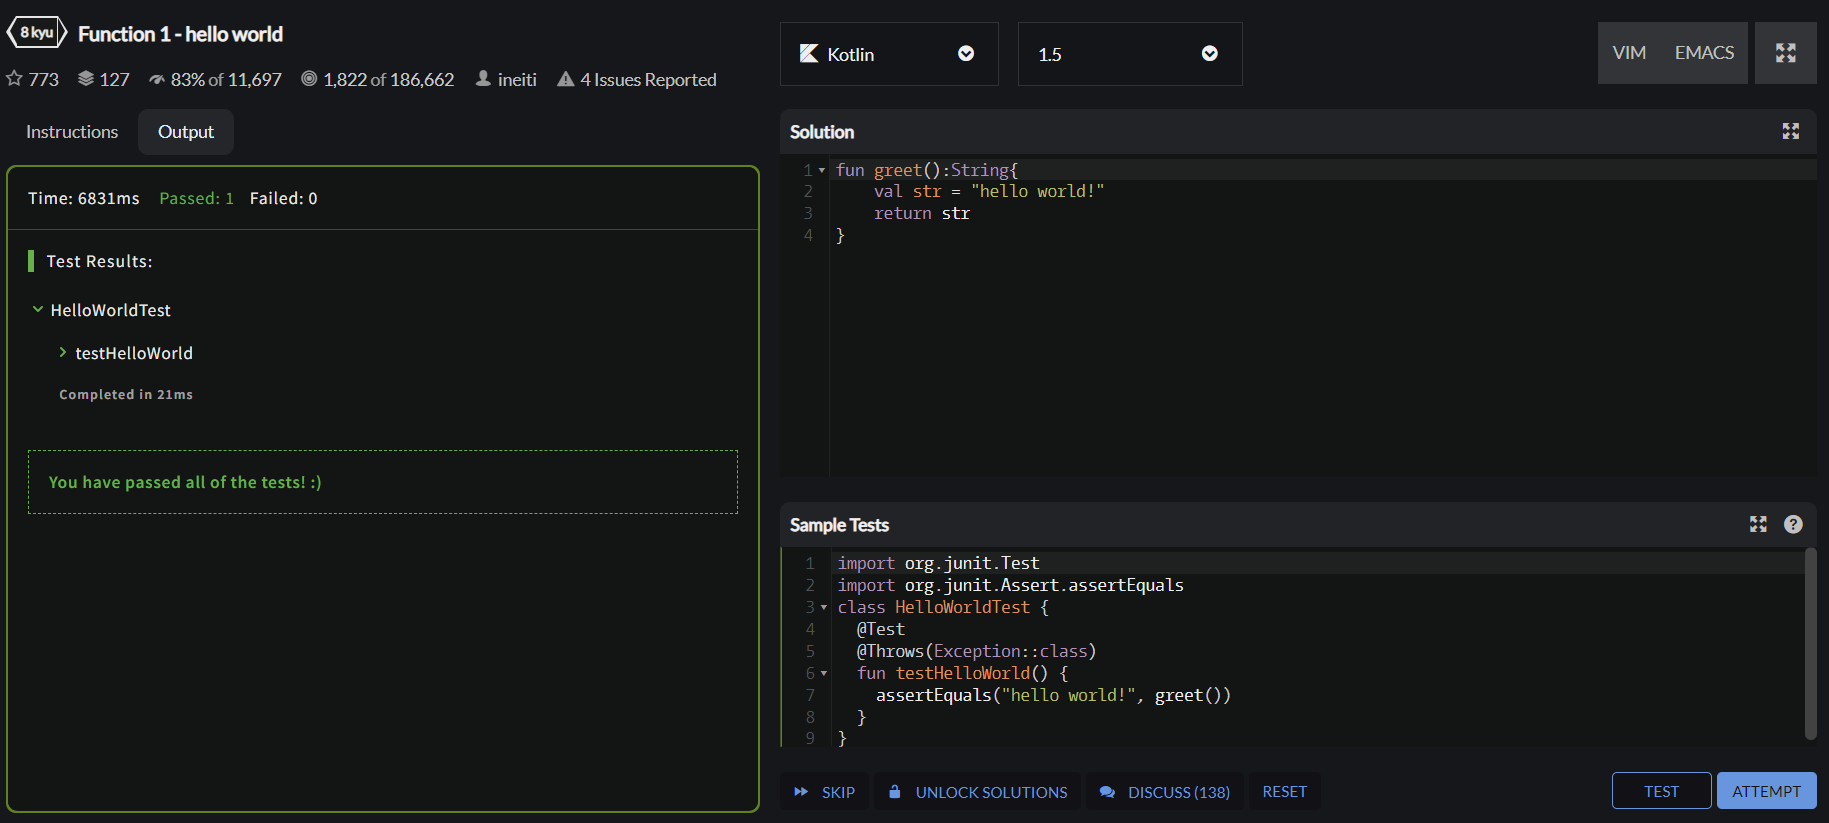 8 kyu Function 1 - hello world
773 127 83% of 11,697 1,822 of 186,662 ineiti 4 Issues Reported
Instructions Output
Time: 6831ms Passed: 1 Failed: 0
Test Results:
HelloWorldTest
testHelloWorld
Completed in 21ms
You have passed all of the tests! :)
Kotlin 1.5 VIM EMACS
Solution
1 fun greet():String{
2 val str = "hello world!"
3 return str
4 }
Sample Tests
1 import org.junit.Test
2 import org.junit.Assert.assertEquals
3 class HelloWorldTest {
4 @Test
5 @Throws(Exception::class)
6 fun testHelloWorld() {
7 assertEquals("hello world!", greet())
8 }
9 }
SKIP UNLOCK SOLUTIONS DISCUSS (138) RESET TEST ATTEMPT